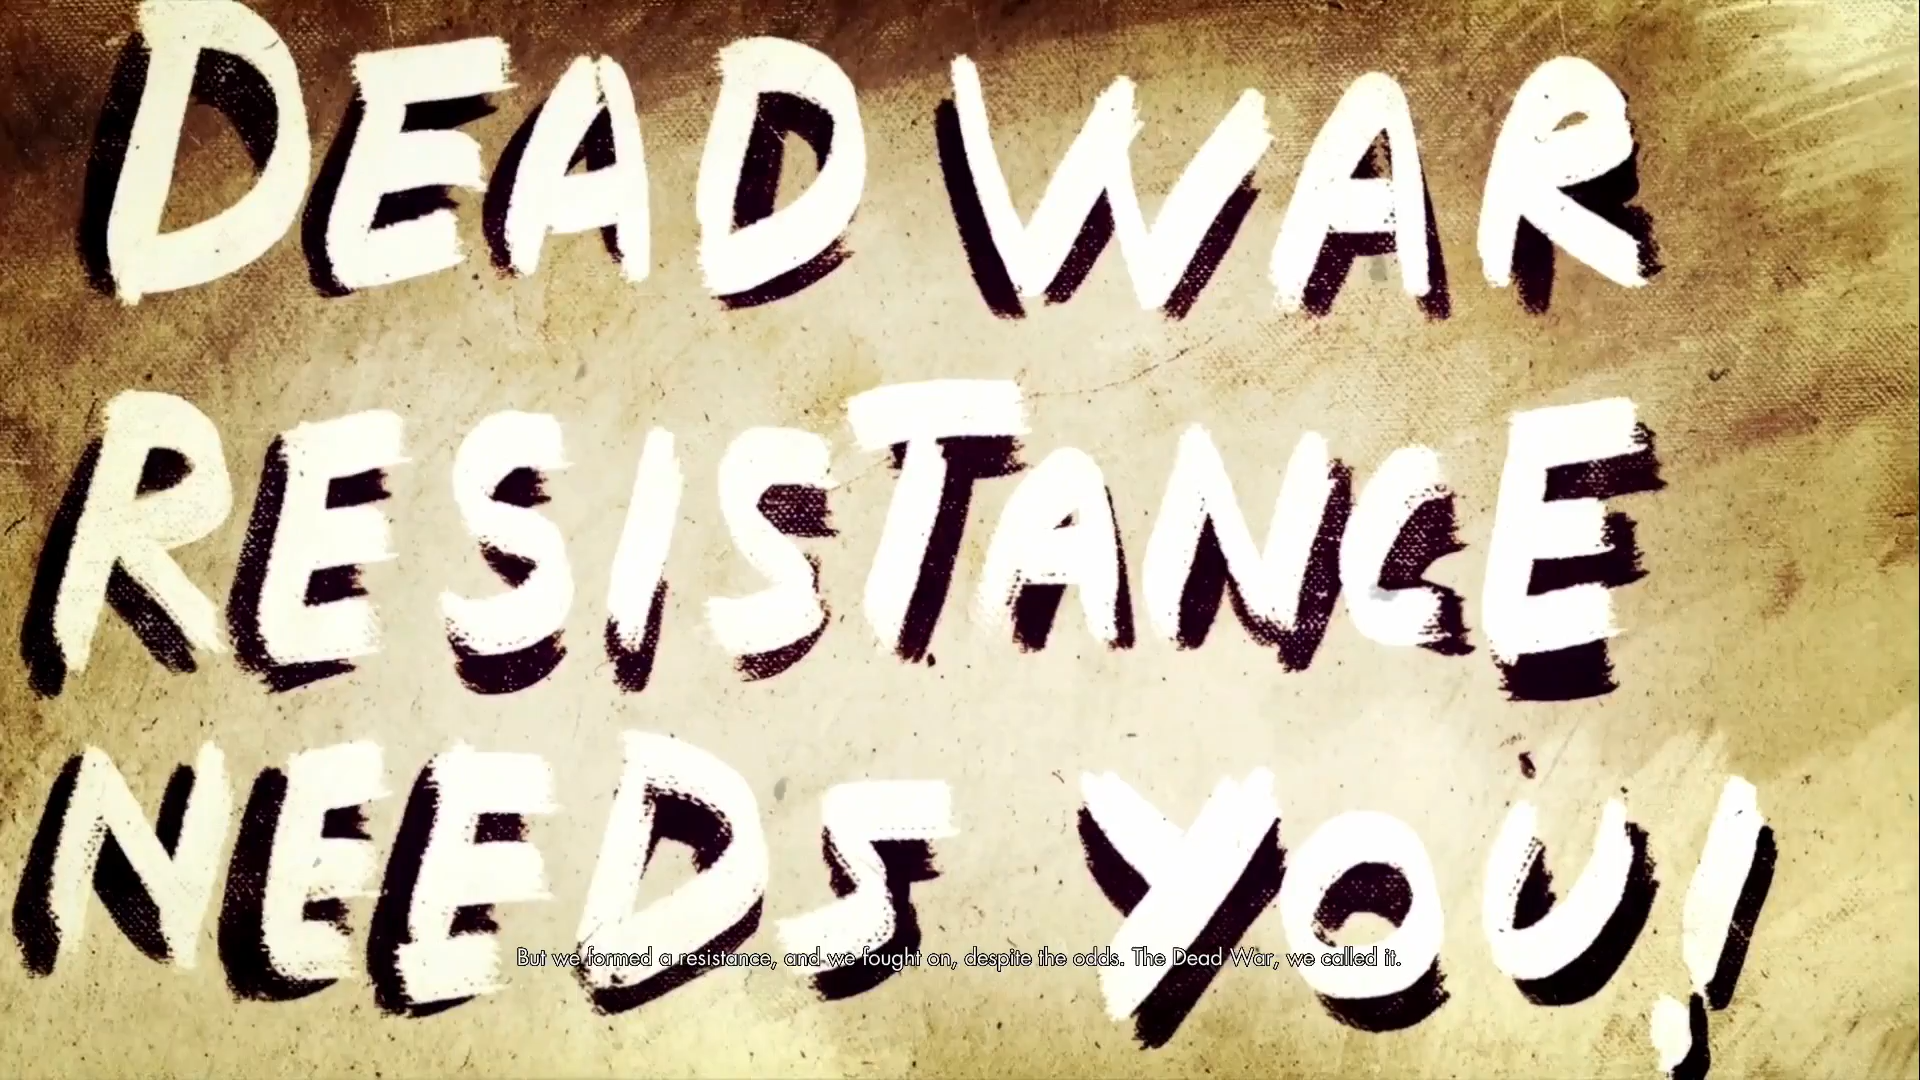 DEAD WAR
RESISTANCE
NEEDS YOU!
But we formed a resistance, and we fought on, despite the odds. The Dead War, we called it.